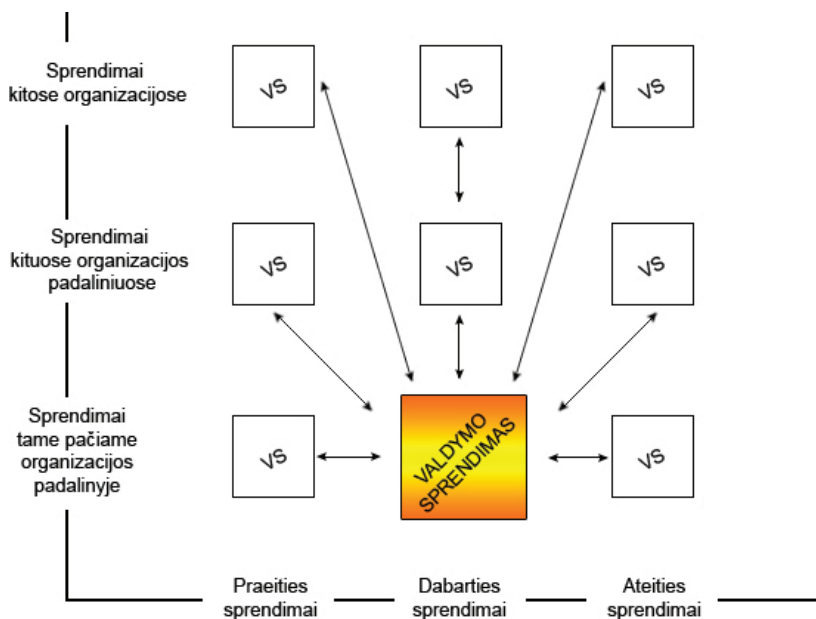 Sprendimai
kitose organizacijose
VS
VS
VS
Sprendimai
kituose organizacijos
padaliniuose
VS
VS
VS
Sprendimai
tame pačiame
organizacijos
padalinyje
VS
VALDYMO
SPRENDIMAS
VS
Praeities
sprendimai
Dabarties
sprendimai
Ateities
sprendimai